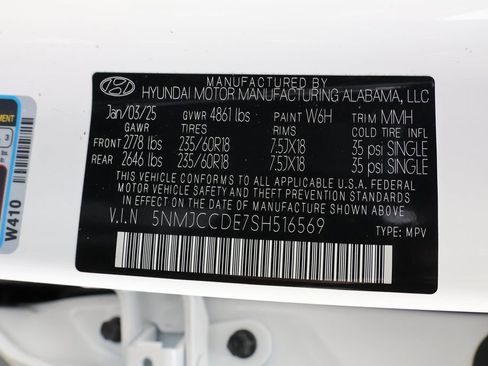 MANUFACTURED BY
HYUNDAI MOTOR MANUFACTURING ALABAMA, LLC
Jan/03/25 GVWR 4861 lbs PAINT W6H TRIM MMH
GAWR TIRES RIMS COLD TIRE INFL
FRONT 2778 lbs 235/60R18 7.5JX18 35 psi SINGLE
REAR 2646 lbs 235/60R18 7.5JX18 35 psi SINGLE
THIS VEHICLE CONFORMS TO ALL APPLICABLE U.S.A. FEDERAL
MOTOR VEHICLE SAFETY AND THEFT PREVENTION STANDARDS IN
EFFECT ON THE DATE OF MANUFACTURE SHOWN ABOVE.
V.I.N 5NMJCCDE7SH516569 TYPE: MPV
3
W410